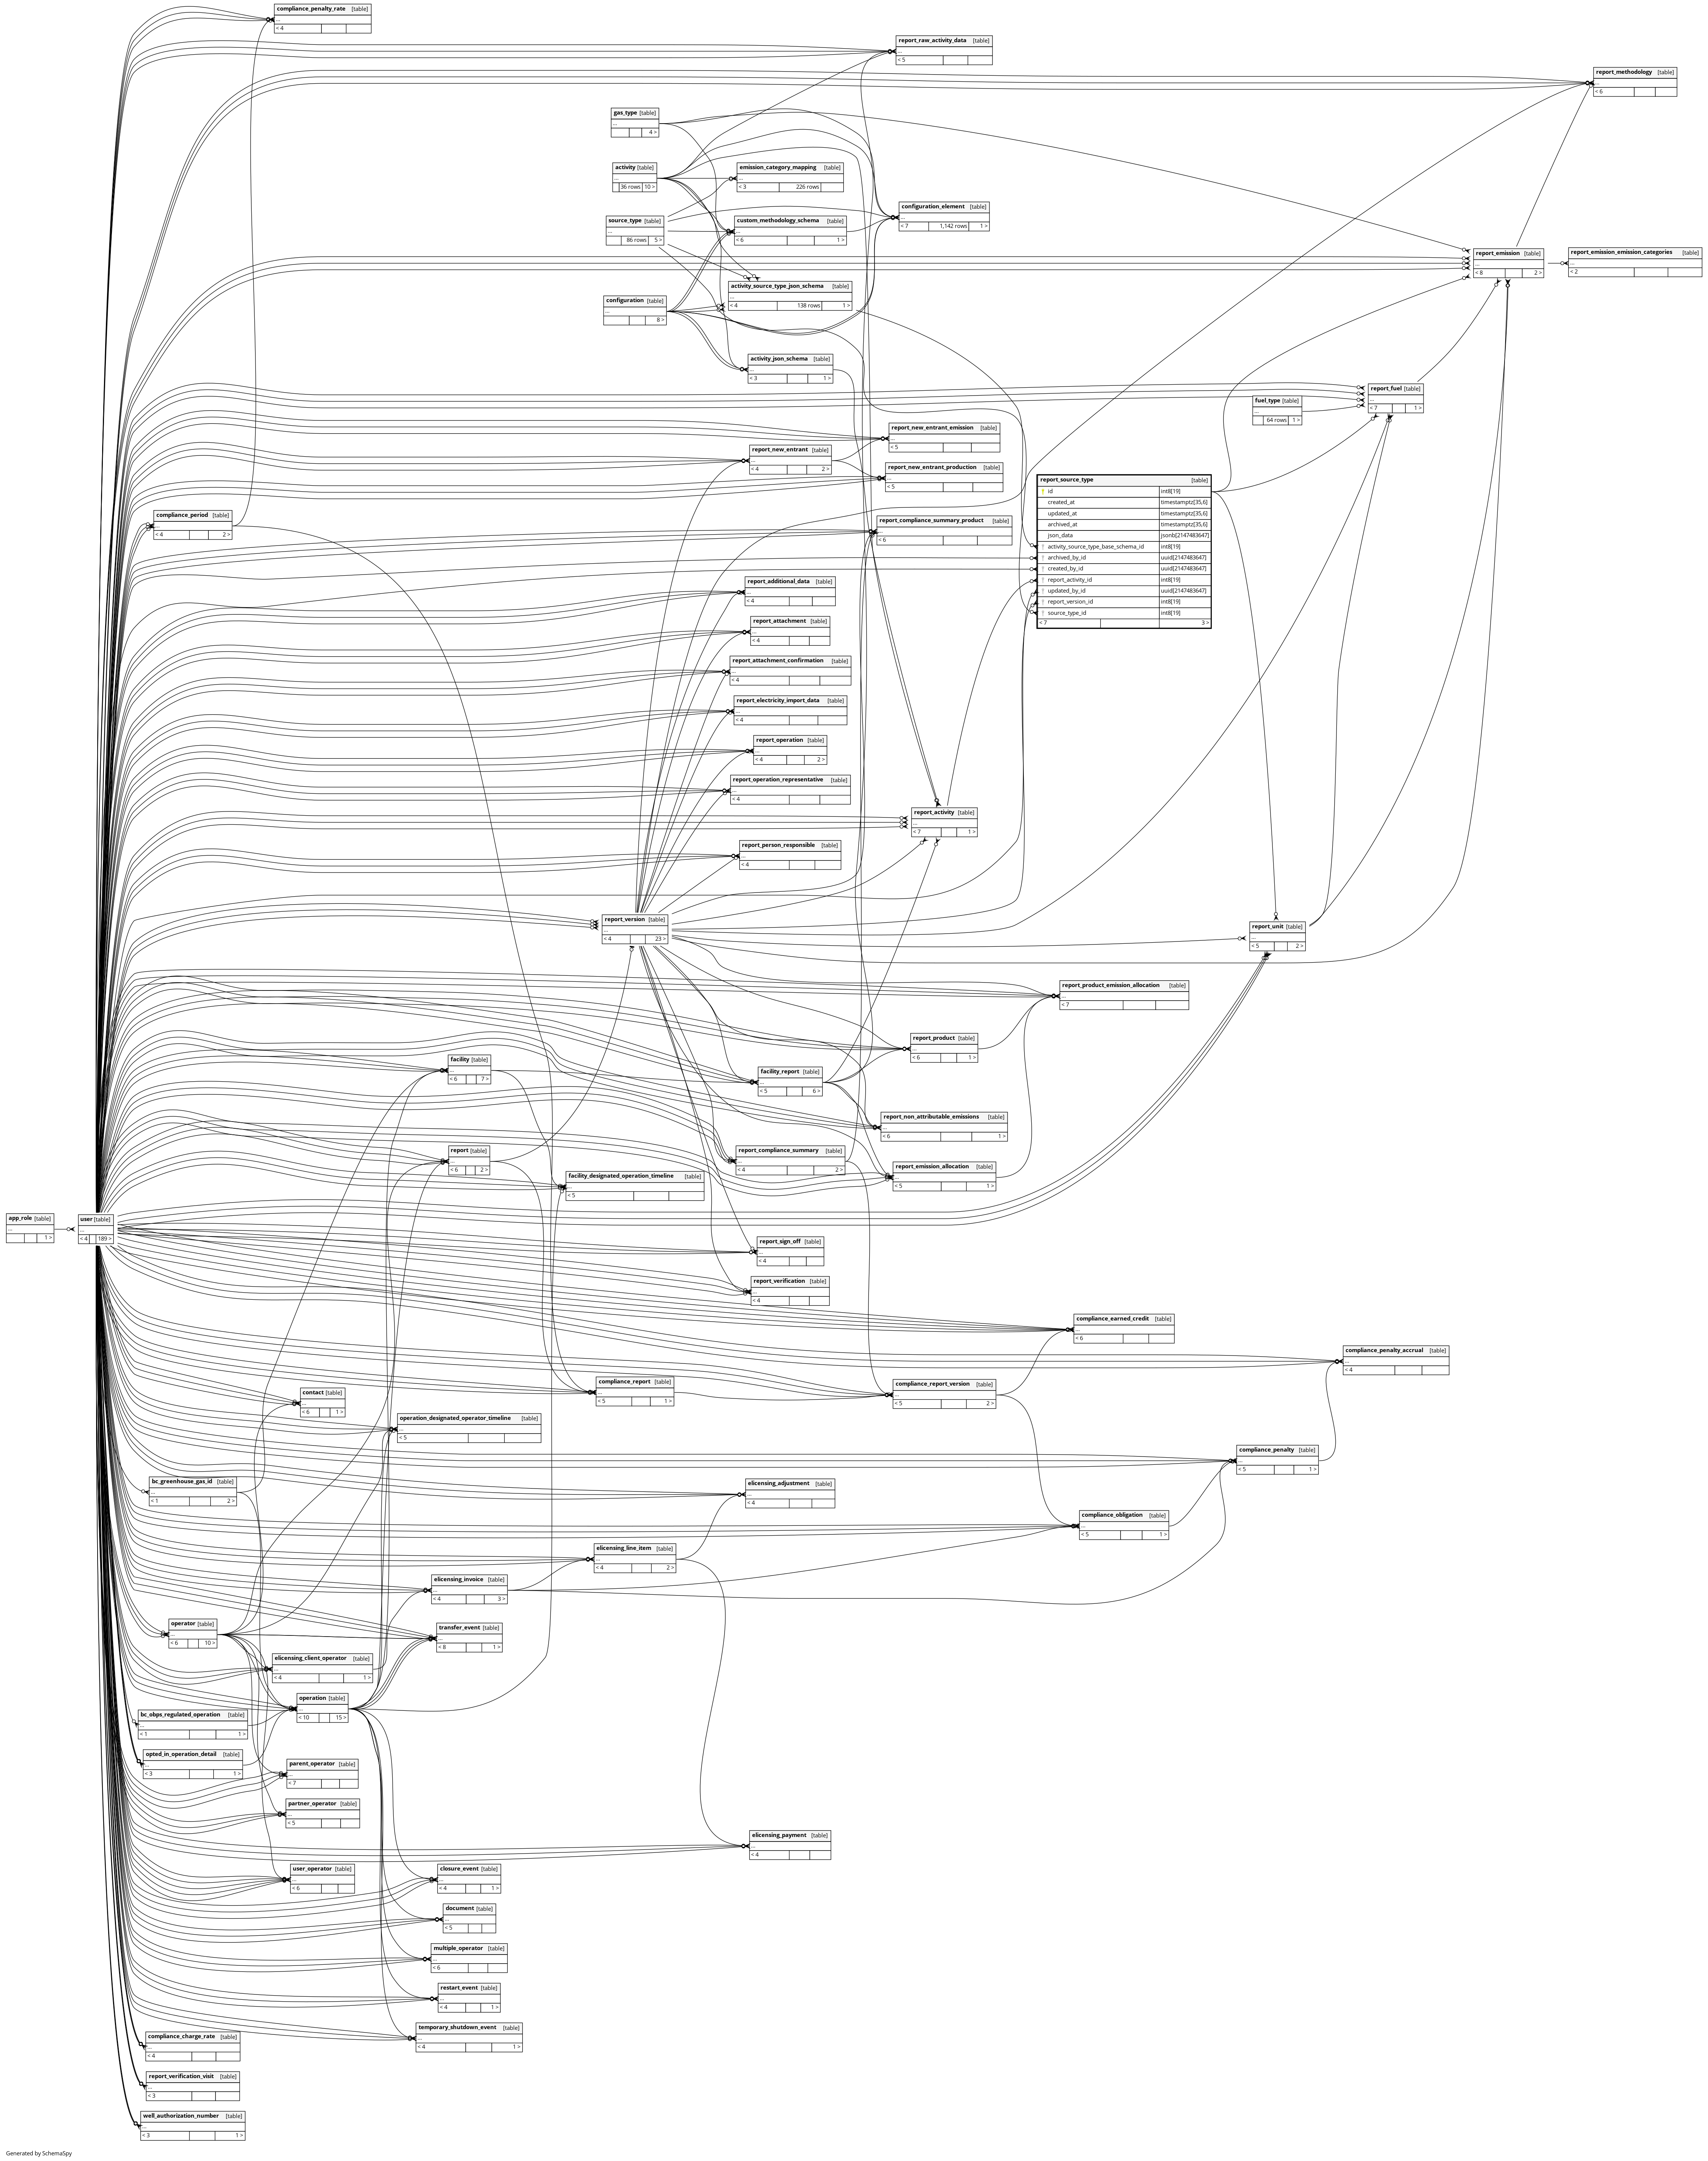 compliance_penalty_rate [table]
...
< 4
report_raw_activity_data [table]
...
< 5
report_methodology [table]
...
< 6
gas_type [table]
...
4 >
activity [table]
...
36 rows 10 >
emission_category_mapping [table]
...
< 3 226 rows
configuration_element [table]
...
< 7 1,142 rows 1 >
source_type [table]
...
86 rows 5 >
custom_methodology_schema [table]
...
< 6 1 >
report_emission [table]
...
< 8 2 >
report_emission_emission_categories [table]
...
< 2
activity_source_type_json_schema [table]
...
< 4 138 rows 1 >
configuration [table]
...
8 >
activity_json_schema [table]
...
< 3 1 >
report_fuel [table]
...
< 7 1 >
fuel_type [table]
...
64 rows 1 >
report_new_entrant_emission [table]
...
< 5
report_new_entrant [table]
...
< 4 2 >
report_new_entrant_production [table]
...
< 5
report_source_type [table]
id int8[19]
created_at timestamptz[35,6]
updated_at timestamptz[35,6]
archived_at timestamptz[35,6]
json_data jsonb[2147483647]
activity_source_type_base_schema_id int8[19]
archived_by_id uuid[2147483647]
created_by_id uuid[2147483647]
report_activity_id int8[19]
updated_by_id uuid[2147483647]
report_version_id int8[19]
source_type_id int8[19]
< 7 3 >
compliance_period [table]
...
< 4 2 >
report_compliance_summary_product [table]
...
< 6
report_additional_data [table]
...
< 4
report_attachment [table]
...
< 4
report_attachment_confirmation [table]
...
< 4
report_electricity_import_data [table]
...
< 4
report_operation [table]
...
< 4 2 >
report_operation_representative [table]
...
< 4
report_activity [table]
...
< 7 1 >
report_person_responsible [table]
...
< 4
report_version [table]
...
< 4 23 >
report_unit [table]
...
< 5 2 >
report_product_emission_allocation [table]
...
< 7
report_product [table]
...
< 6 1 >
facility [table]
...
< 6 7 >
facility_report [table]
...
< 5 6 >
report_non_attributable_emissions [table]
...
< 6 1 >
report [table]
...
< 6 2 >
report_compliance_summary [table]
...
< 4 2 >
report_emission_allocation [table]
...
< 5 1 >
facility_designated_operation_timeline [table]
...
< 5
app_role [table]
...
1 >
user [table]
...
< 4 189 >
report_sign_off [table]
...
< 4
report_verification [table]
...
< 4
compliance_earned_credit [table]
...
< 6
compliance_penalty_accrual [table]
...
< 4
compliance_report [table]
...
< 5 1 >
compliance_report_version [table]
...
< 5 2 >
contact [table]
...
< 6 1 >
operation_designated_operator_timeline [table]
...
< 5
compliance_penalty [table]
...
< 5 1 >
bc_greenhouse_gas_id [table]
...
< 1 2 >
elicensing_adjustment [table]
...
< 4
compliance_obligation [table]
...
< 5 1 >
elicensing_line_item [table]
...
< 4 2 >
elicensing_invoice [table]
...
< 4 3 >
operator [table]
...
< 6 10 >
transfer_event [table]
...
< 8 1 >
elicensing_client_operator [table]
...
< 4 1 >
operation [table]
...
< 10 15 >
bc_obps_regulated_operation [table]
...
< 1 1 >
opted_in_operation_detail [table]
...
< 3 1 >
parent_operator [table]
...
< 7
partner_operator [table]
...
< 5
elicensing_payment [table]
...
< 4
user_operator [table]
...
< 6
closure_event [table]
...
< 4 1 >
document [table]
...
< 5
multiple_operator [table]
...
< 6
restart_event [table]
...
< 4 1 >
temporary_shutdown_event [table]
...
< 4 1 >
compliance_charge_rate [table]
...
< 4
report_verification_visit [table]
...
< 3
well_authorization_number [table]
...
< 3 1 >
Generated by SchemaSpy